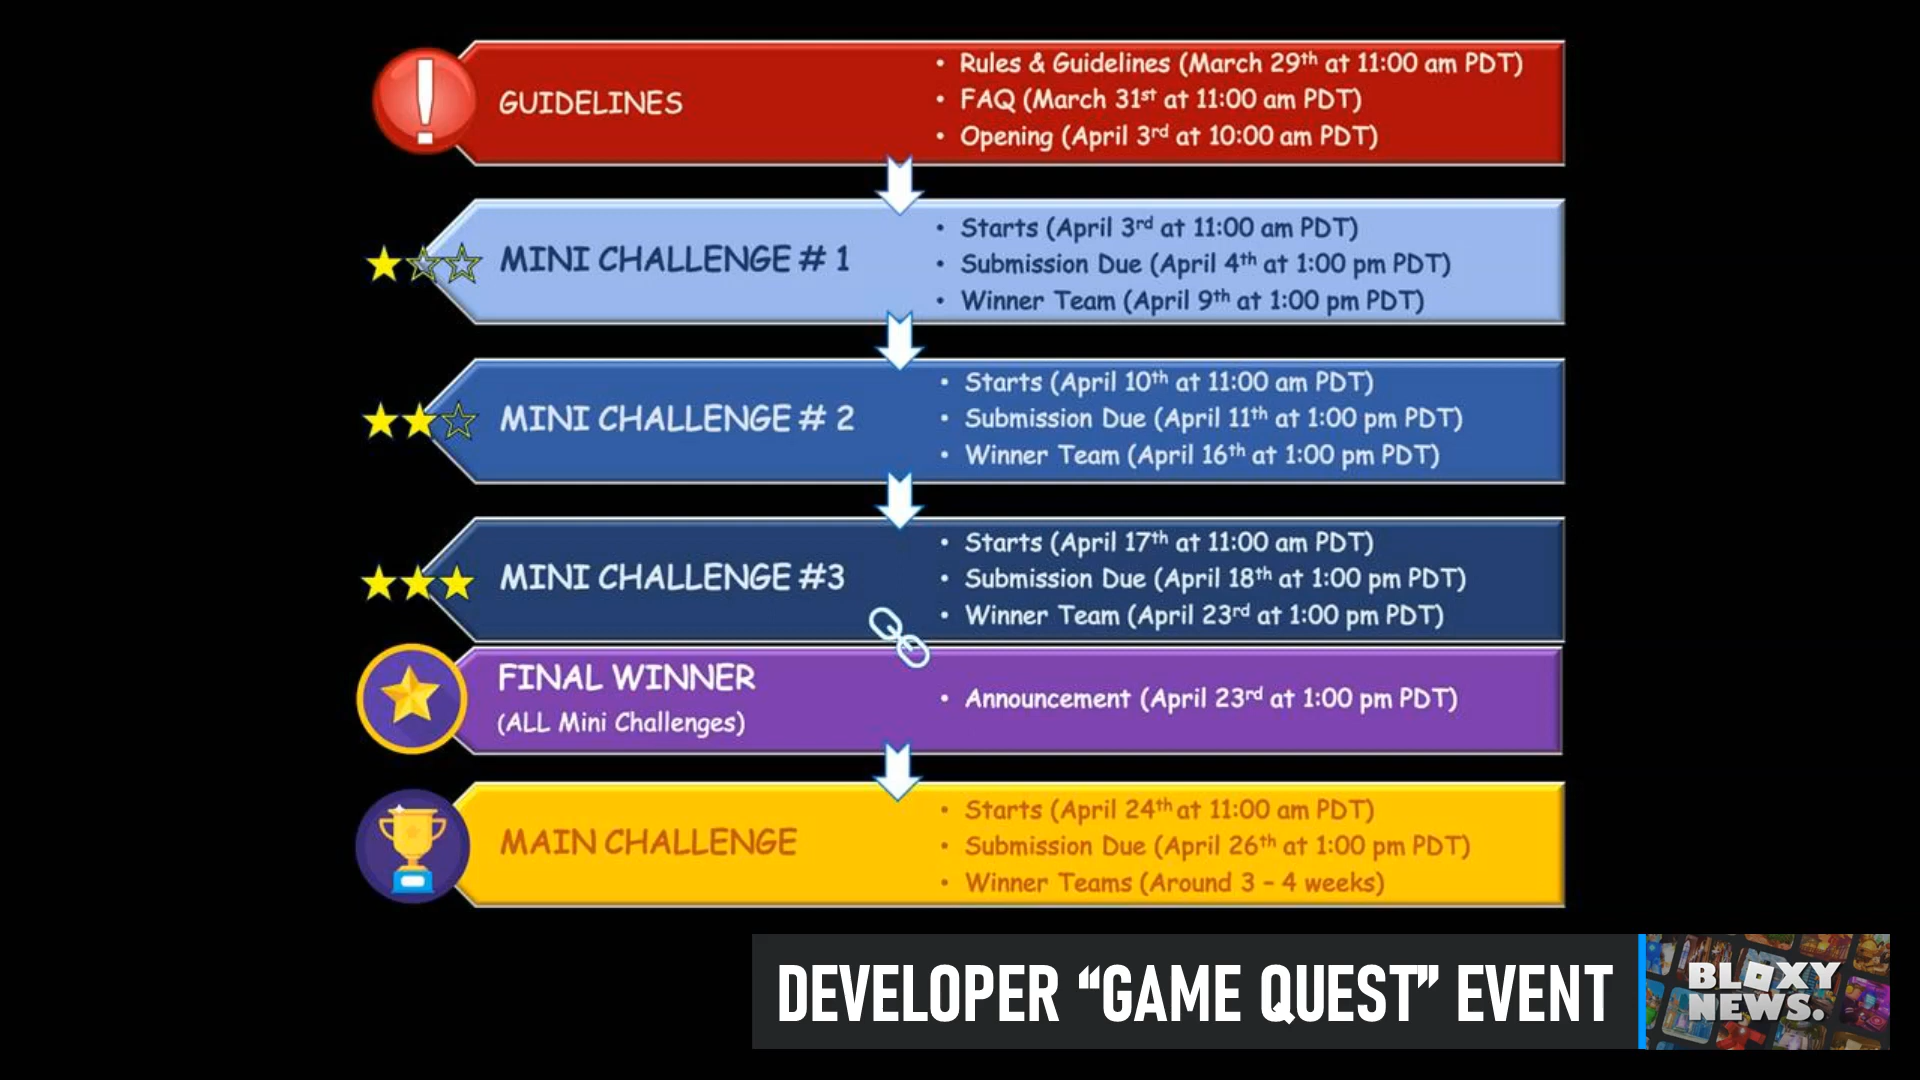 GUIDELINES
• Rules & Guidelines (March 29th at 11:00 am PDT)
• FAQ (March 31st at 11:00 am PDT)
• Opening (April 3rd at 10:00 am PDT)
MINI CHALLENGE # 1
• Starts (April 3rd at 11:00 am PDT)
• Submission Due (April 4th at 1:00 pm PDT)
• Winner Team (April 9th at 1:00 pm PDT)
MINI CHALLENGE # 2
• Starts (April 10th at 11:00 am PDT)
• Submission Due (April 11th at 1:00 pm PDT)
• Winner Team (April 16th at 1:00 pm PDT)
MINI CHALLENGE #3
• Starts (April 17th at 11:00 am PDT)
• Submission Due (April 18th at 1:00 pm PDT)
• Winner Team (April 23rd at 1:00 pm PDT)
FINAL WINNER
(ALL Mini Challenges)
• Announcement (April 23rd at 1:00 pm PDT)
MAIN CHALLENGE
• Starts (April 24th at 11:00 am PDT)
• Submission Due (April 26th at 1:00 pm PDT)
• Winner Teams (Around 3 – 4 weeks)
DEVELOPER “GAME QUEST” EVENT
BLOXY
NEWS.